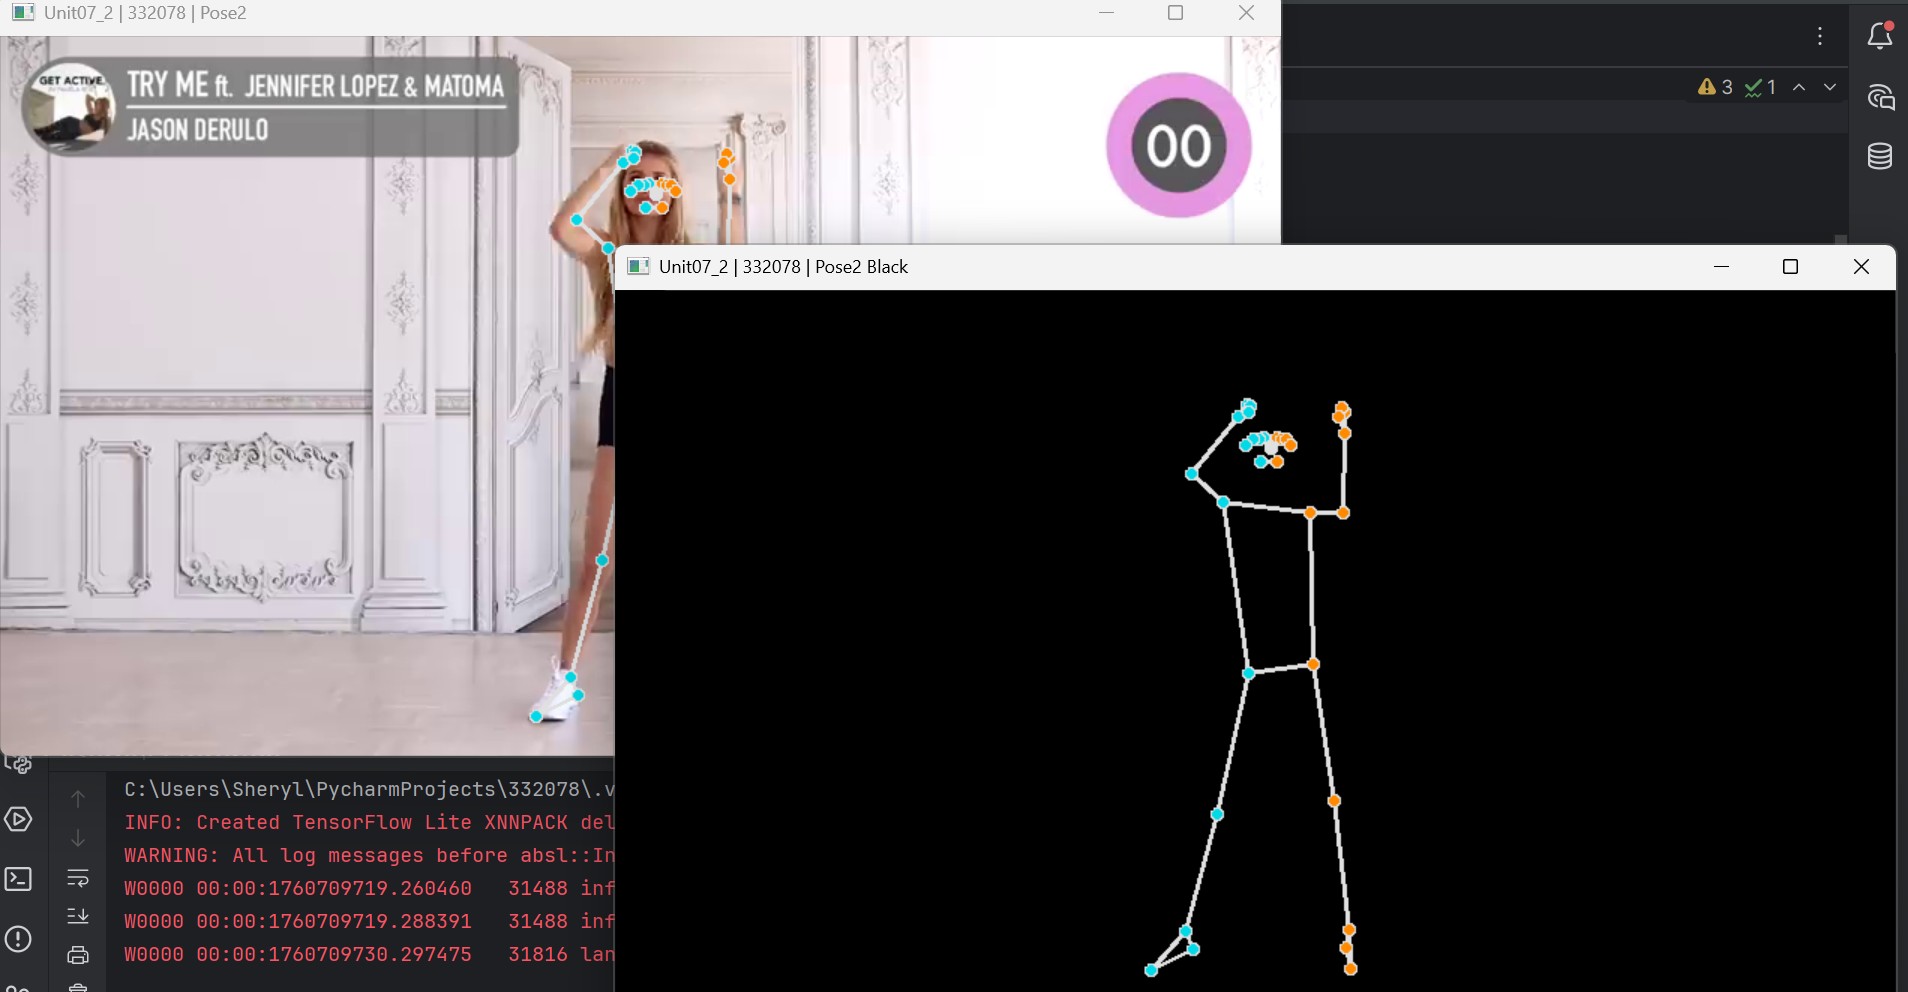 Unit07_2 | 332078 | Pose2
GET ACTIVE
TRY ME ft. JENNIFER LOPEZ & MATOMA
JASON DERULO
00
3 1
Unit07_2 | 332078 | Pose2 Black
C:\Users\Sheryl\PycharmProjects\332078\.v
INFO: Created TensorFlow Lite XNNPACK del
WARNING: All log messages before absl::In
W0000 00:00:1760709719.260460 31488 inf
W0000 00:00:1760709719.288391 31488 inf
W0000 00:00:1760709730.297475 31816 lan